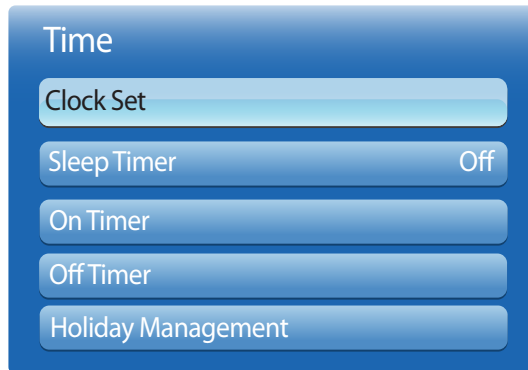 Time
Clock Set
Sleep Timer Off
On Timer
Off Timer
Holiday Management